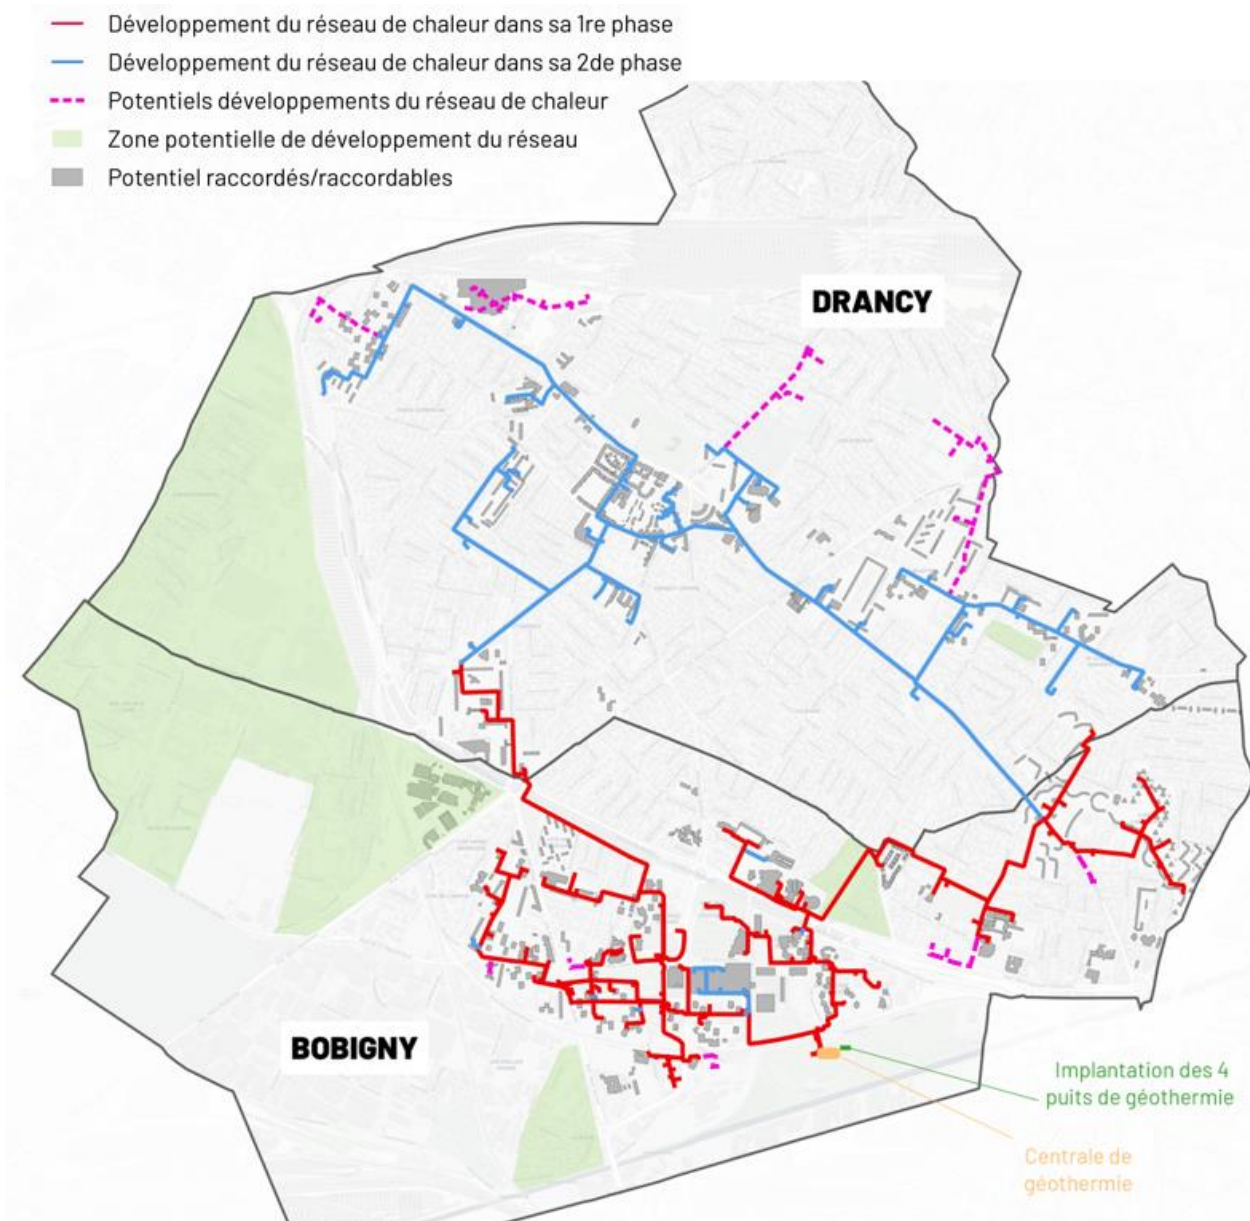 Développement du réseau de chaleur dans sa 1re phase
Développement du réseau de chaleur dans sa 2de phase
Potentiels développements du réseau de chaleur
Zone potentielle de développement du réseau
Potentiel raccordés/raccordables
DRANCY
BOBIGNY
Implantation des 4
puits de géothermie
Centrale de
géothermie